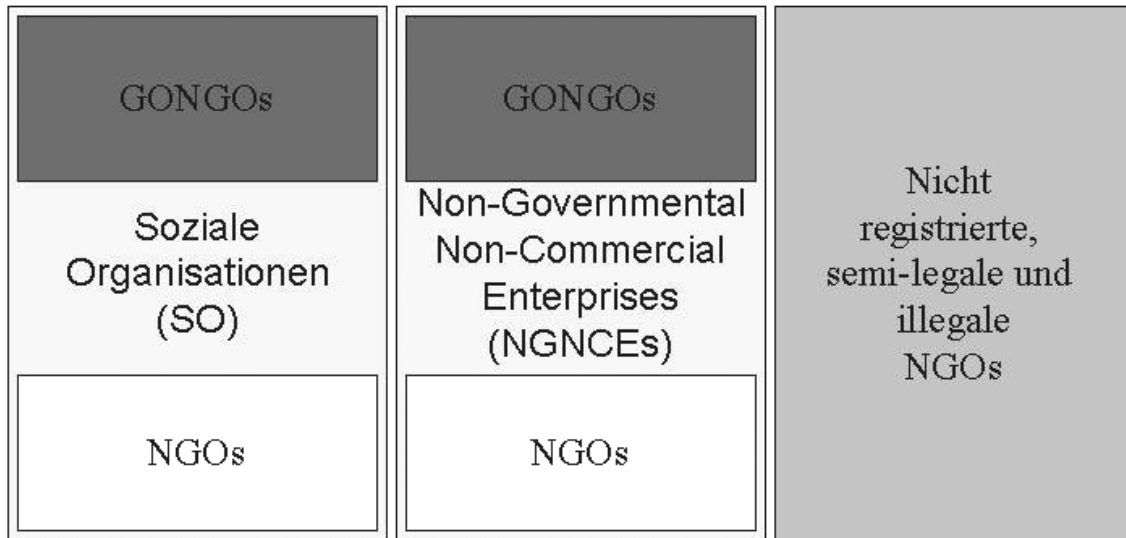 GONGOs
Soziale
Organisationen
(SO)
NGOs
GONGOs
Non-Governmental
Non-Commercial
Enterprises
(NGNCEs)
NGOs
Nicht
registrierte,
semi-legale und
illegale
NGOs